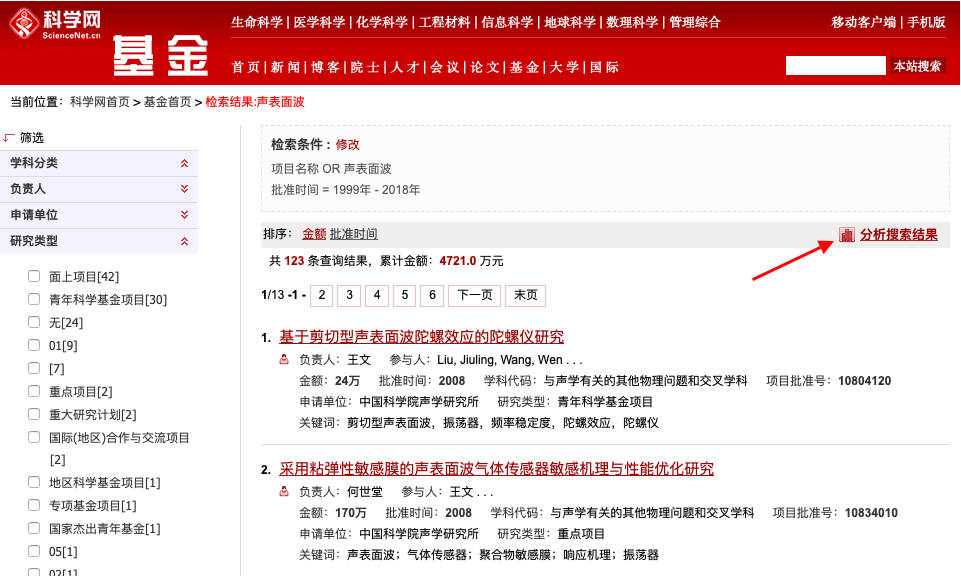 科学网
ScienceNet.cn
基金
生命科学 | 医学科学 | 化学科学 | 工程材料 | 信息科学 | 地球科学 | 数理科学 | 管理综合
移动客户端 | 手机版
首页 | 新闻 | 博客 | 院士 | 人才 | 会议 | 论文 | 基金 | 大学 | 国际
本站搜索
当前位置：科学网首页 > 基金首页 > 检索结果:声表面波
筛选
学科分类
负责人
申请单位
研究类型
面上项目[42]
青年科学基金项目[30]
无[24]
01[9]
[7]
重点项目[2]
重大研究计划[2]
国际(地区)合作与交流项目
[2]
地区科学基金项目[1]
专项基金项目[1]
国家杰出青年基金[1]
05[1]
02[1]
检索条件：修改
项目名称 OR 声表面波
批准时间 = 1999年 - 2018年
排序： 金额 批准时间
分析搜索结果
共 123 条查询结果，累计金额：4721.0 万元
1/13 -1 - 2 3 4 5 6 下一页 末页
1. 基于剪切型声表面波陀螺效应的陀螺仪研究
负责人：王文 参与人：Liu, Jiuling, Wang, Wen . . .
金额：24万 批准时间：2008 学科代码：与声学有关的其他物理问题和交叉学科 项目批准号：10804120
申请单位：中国科学院声学研究所 研究类型：青年科学基金项目
关键词：剪切型声表面波，振荡器，频率稳定度，陀螺效应，陀螺仪
2. 采用粘弹性敏感膜的声表面波气体传感器敏感机理与性能优化研究
负责人：何世堂 参与人：王文 . . .
金额：170万 批准时间：2008 学科代码：与声学有关的其他物理问题和交叉学科 项目批准号：10834010
申请单位：中国科学院声学研究所 研究类型：重点项目
关键词：声表面波；气体传感器；聚合物敏感膜；响应机理；振荡器